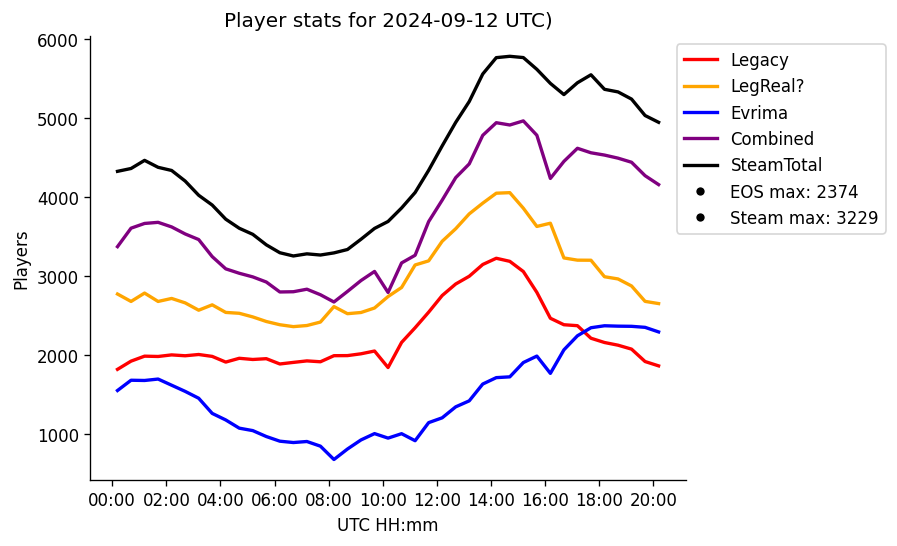 Player stats for 2024-09-12 UTC)
6000
5000
4000
3000
2000
1000
Players
00:00 02:00 04:00 06:00 08:00 10:00 12:00 14:00 16:00 18:00 20:00
UTC HH:mm
Legacy
LegReal?
Evrima
Combined
SteamTotal
EOS max: 2374
Steam max: 3229